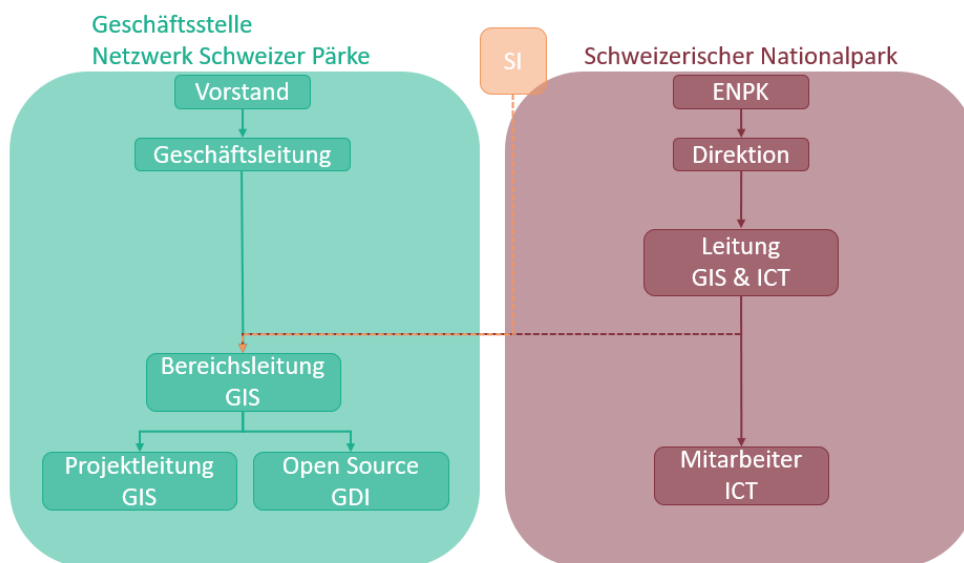 Geschäftsstelle
Netzwerk Schweizer Pärke
SI
Schweizerischer Nationalpark
Vorstand
Geschäftsleitung
Bereichsleitung
GIS
Projektleitung
GIS
Open Source
GDI
ENPK
Direktion
Leitung
GIS & ICT
Mitarbeiter
ICT